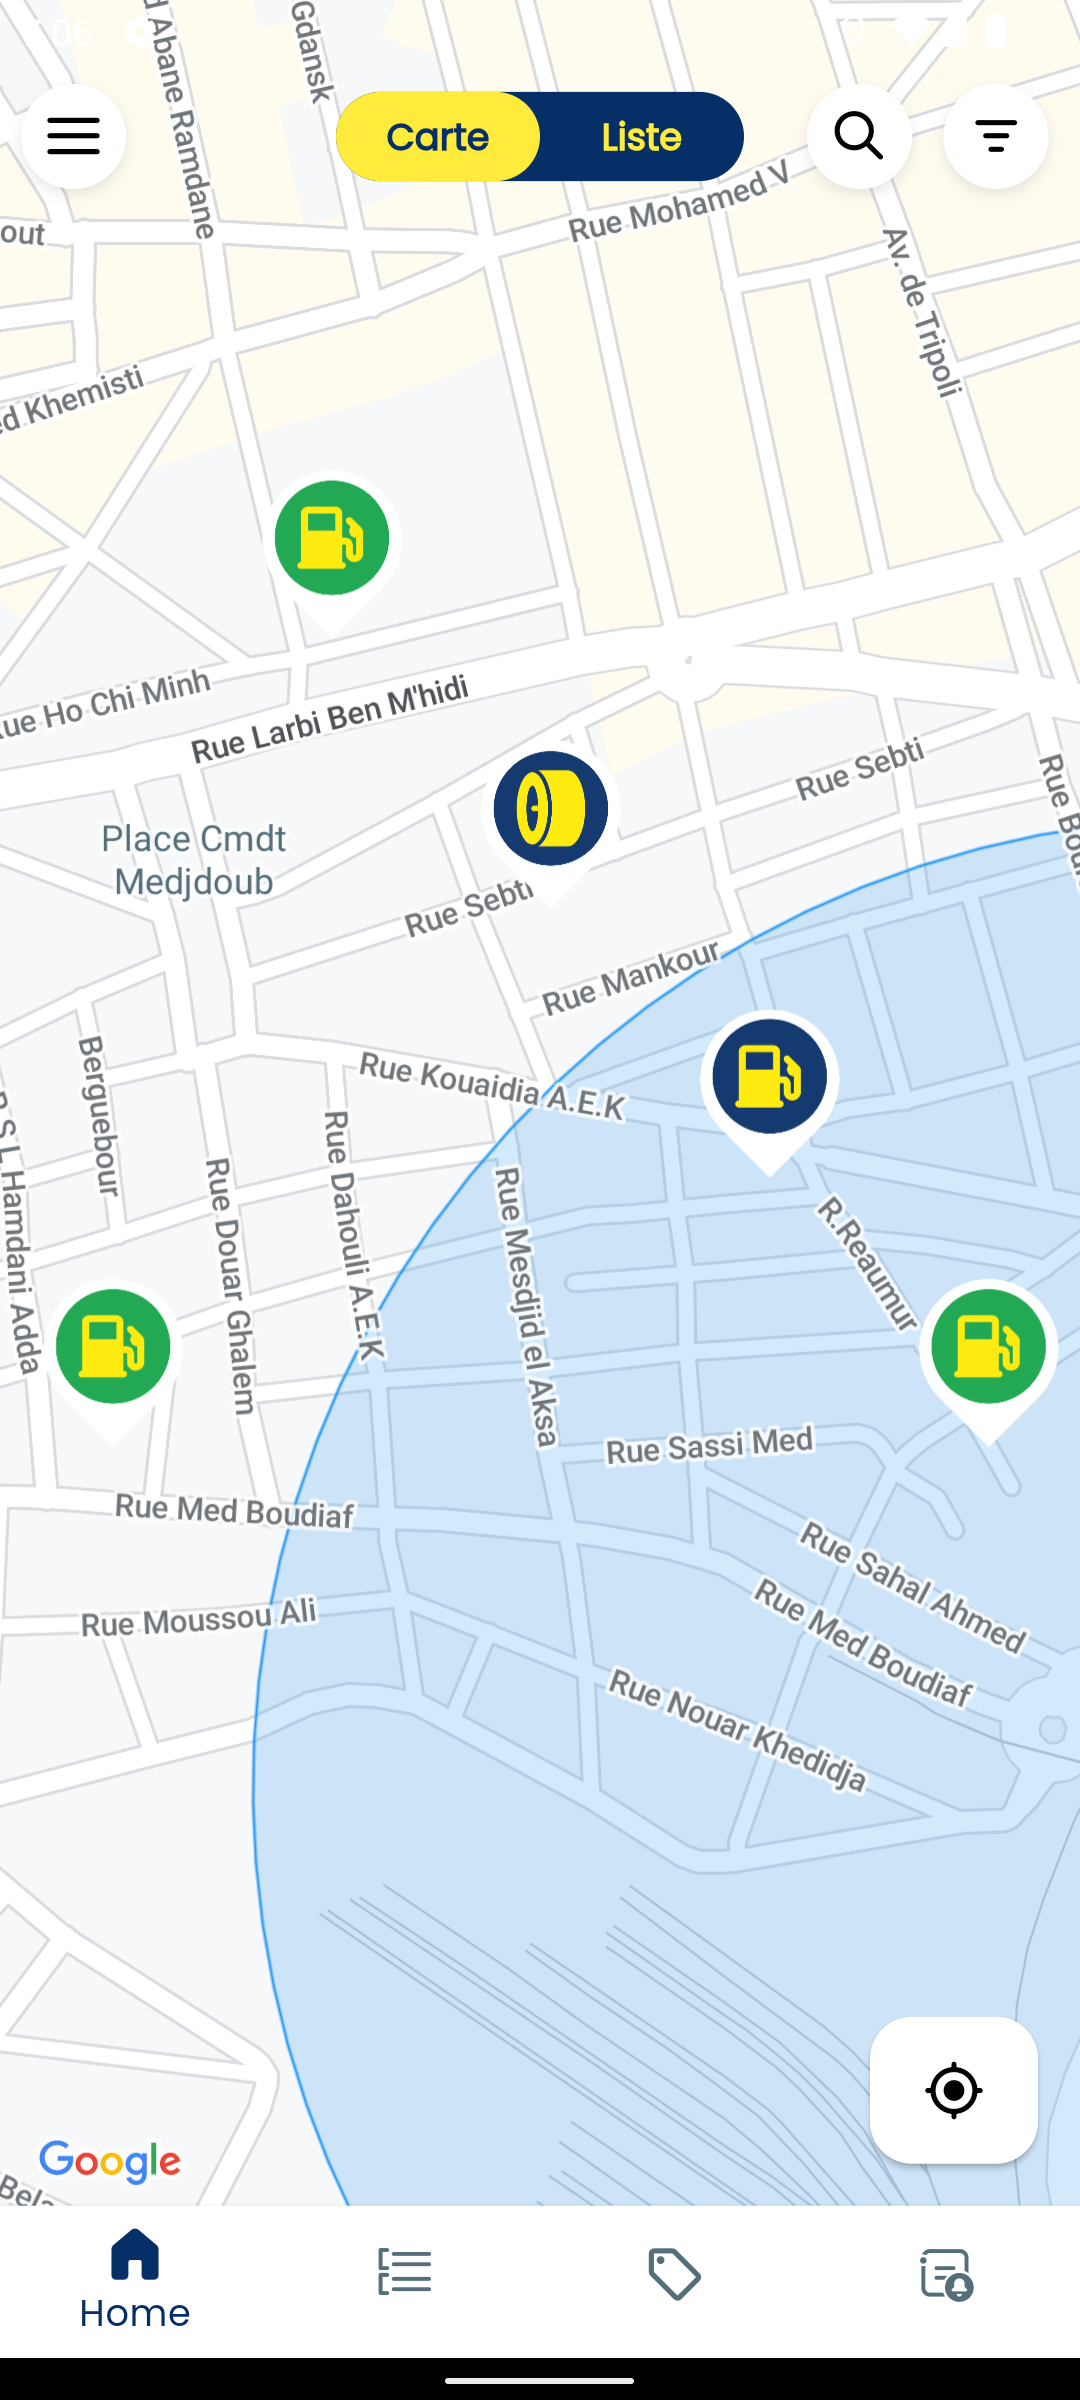 06
Abane Ramdane
Gdansk
Carte
Liste
Rue Mohamed V
out
Av. de Tripoli
Khemisti
Rue Ho Chi Minh
Rue Larbi Ben M'hidi
Rue Sebti
Place Cmdt
Medjdoub
Rue Sebti
Rue Mankour
Berguebour
Rue Kouaidia A.E.K
Hamdani Adda
Rue Douar Ghalem
Rue Dahouli A.E.K
Rue Mesdjid el Aksa
R.Reaumur
Rue Sassi Med
Rue Med Boudiaf
Rue Sahal Ahmed
Rue Med Boudiaf
Rue Moussou Ali
Rue Nouar Khedidja
Google
Bela
Home